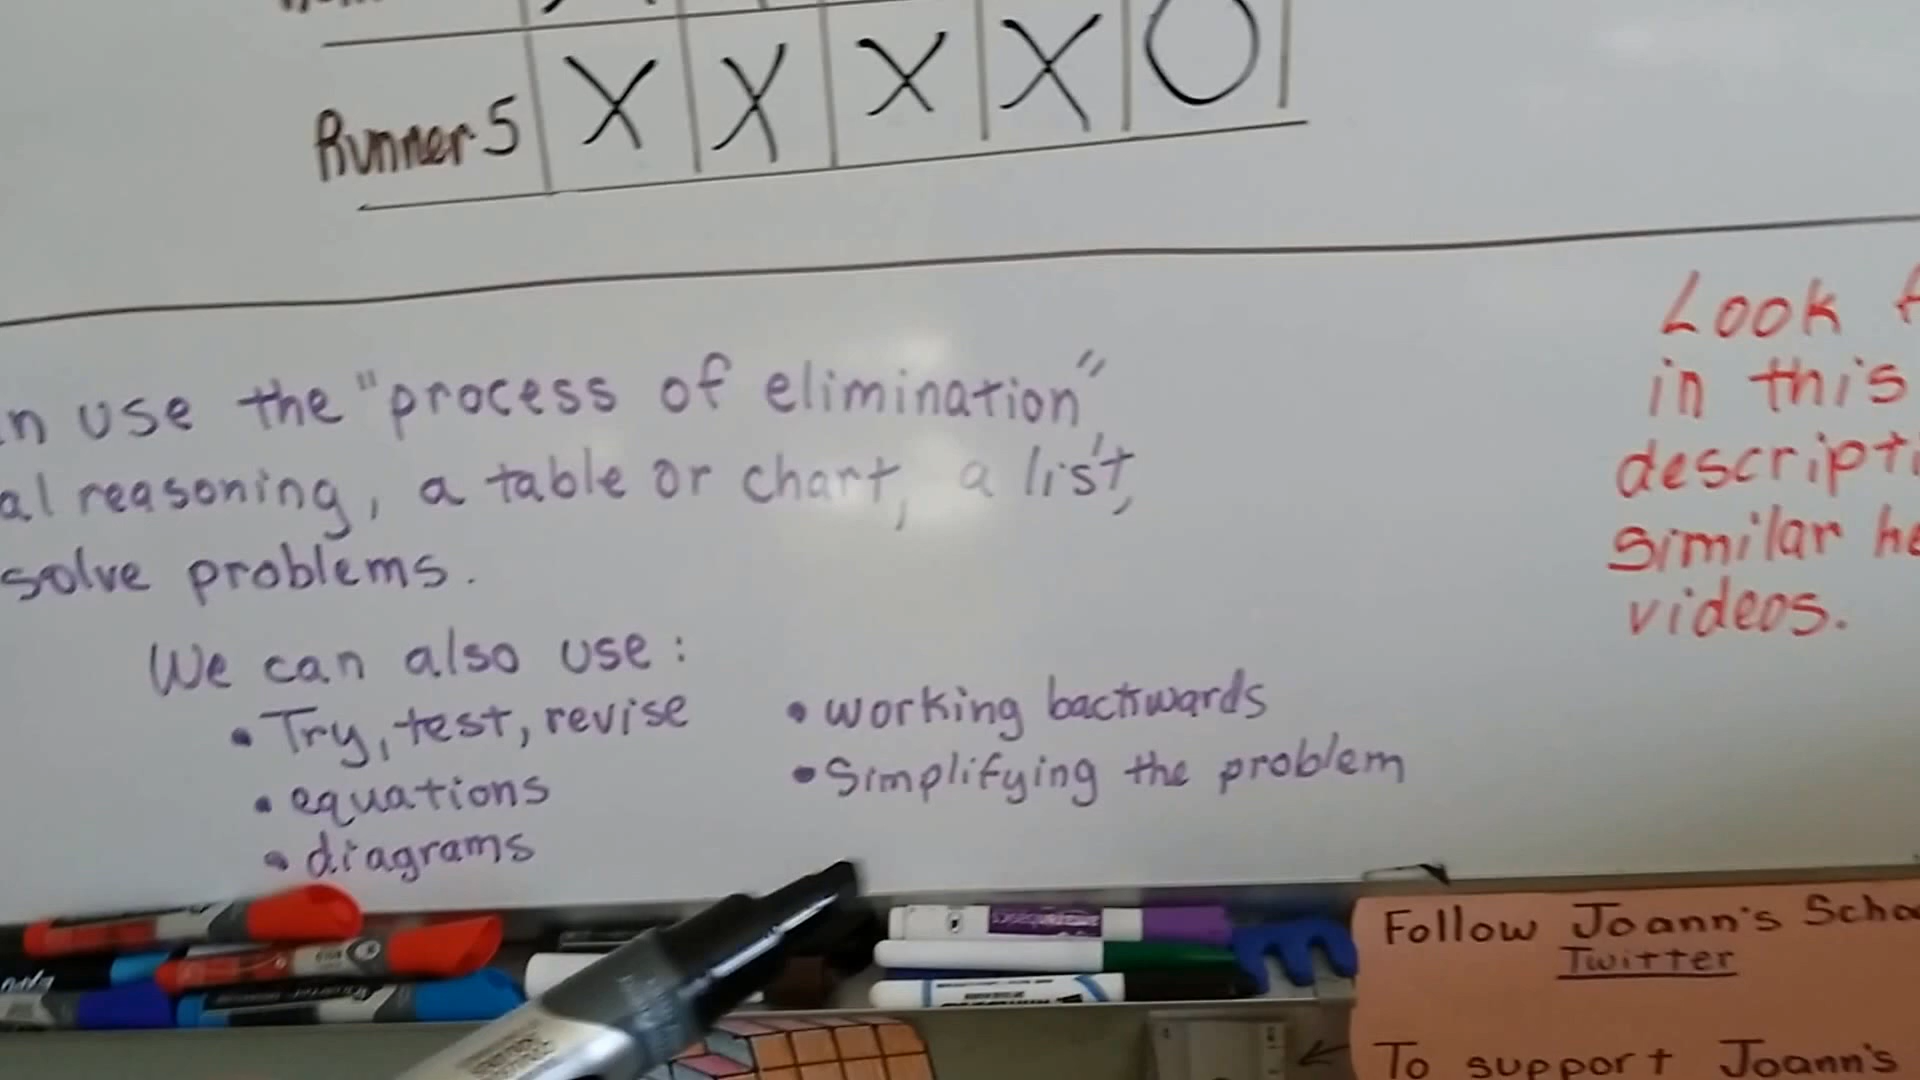 Runner 5 X X X X O
use the "process of elimination",
reasoning, a table or chart, a list,
solve problems.
We can also use:
• Try, test, revise
• equations
• diagrams
• working backwards
• Simplifying the problem
Look
in this
similar
videos.
Follow Joann's
Twitter
To support Joann's